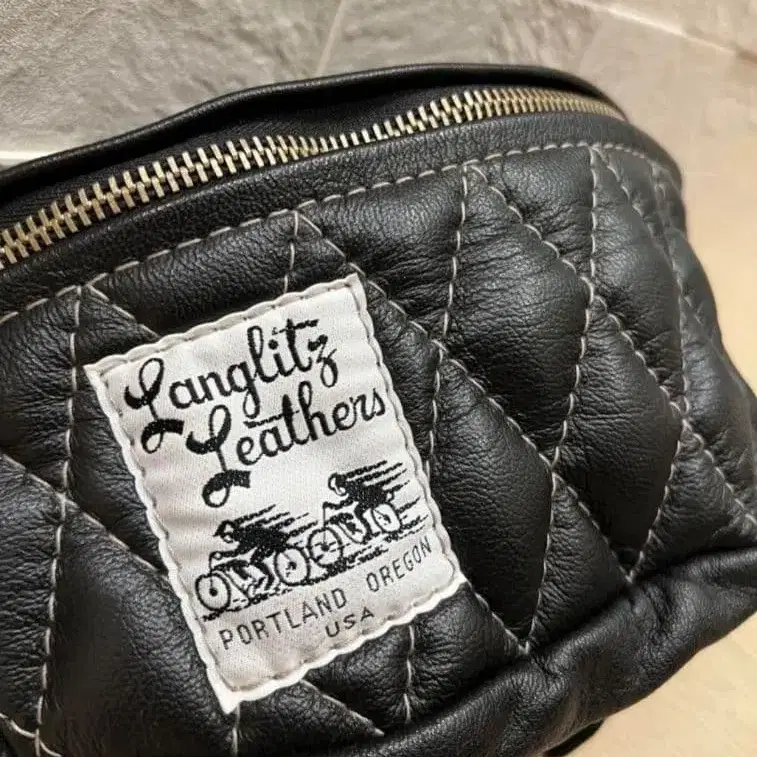 Langlitz
Leathers
PORTLAND OREGON
USA